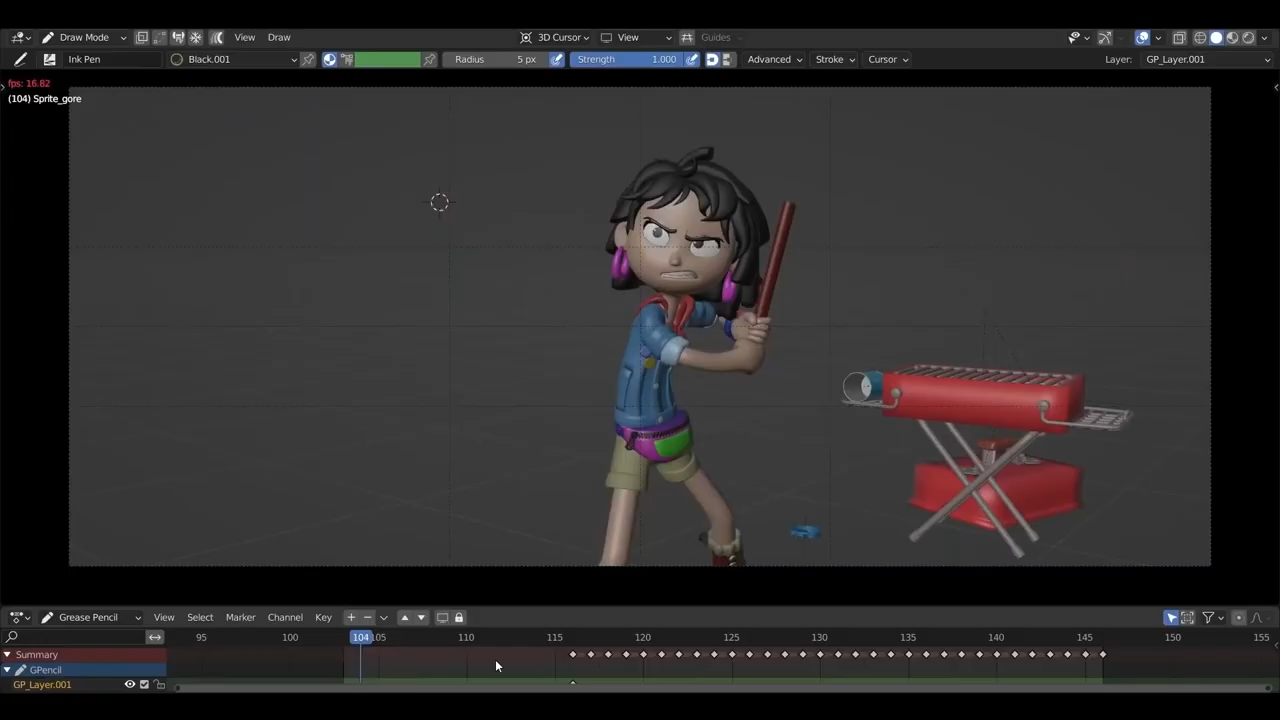 Draw Mode View Draw 3D Cursor View Guides
Ink Pen Black.001 Radius 5 px Strength 1.000 Advanced Stroke Cursor Layer: GP_Layer.001
fps: 16.82
(104) Sprite_gore
Grease Pencil View Select Marker Channel Key
95 100 104 105 110 115 120 125 130 135 140 145 150 155
Summary
GPencil
GP_Layer.001